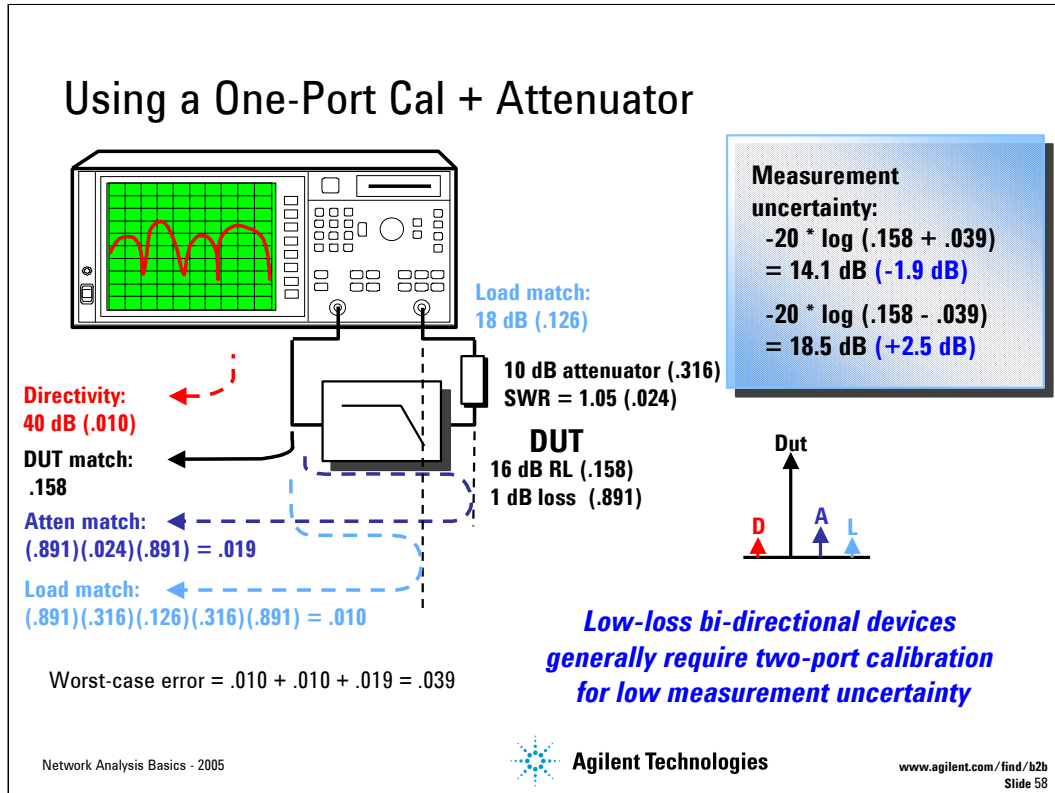 Using a One-Port Cal + Attenuator
Measurement
uncertainty:
-20 * log (.158 + .039)
= 14.1 dB (-1.9 dB)
-20 * log (.158 - .039)
= 18.5 dB (+2.5 dB)
Load match:
18 dB (.126)
10 dB attenuator (.316)
SWR = 1.05 (.024)
Directivity:
40 dB (.010)
DUT
16 dB RL (.158)
1 dB loss (.891)
DUT match:
.158
Atten match:
(.891)(.024)(.891) = .019
Load match:
(.891)(.316)(.126)(.316)(.891) = .010
Dut
D
A
L
Worst-case error = .010 + .010 + .019 = .039
Low-loss bi-directional devices
generally require two-port calibration
for low measurement uncertainty
Network Analysis Basics - 2005
Agilent Technologies
www.agilent.com/find/b2b
Slide 58